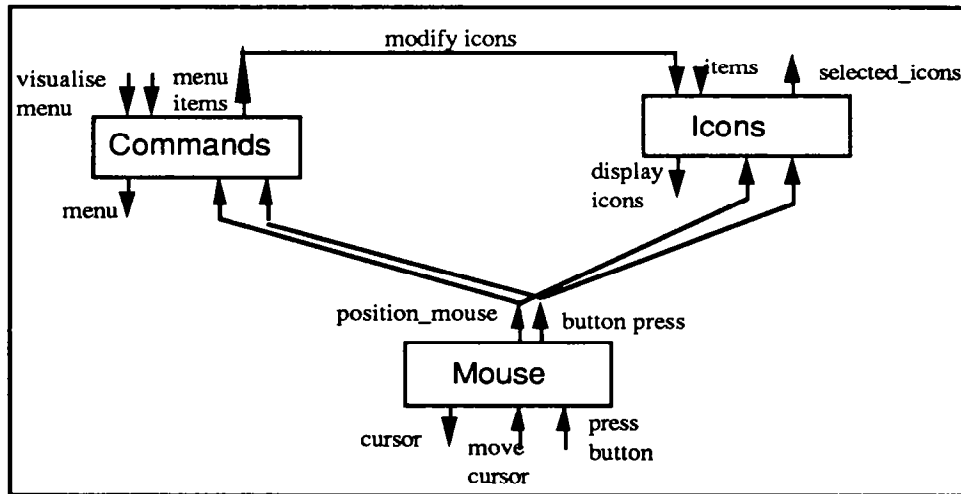 modify icons
visualise
menu
menu
items
items
selected_icons
Commands
Icons
menu
display
icons
position_mouse
button press
Mouse
cursor
move
cursor
press
button